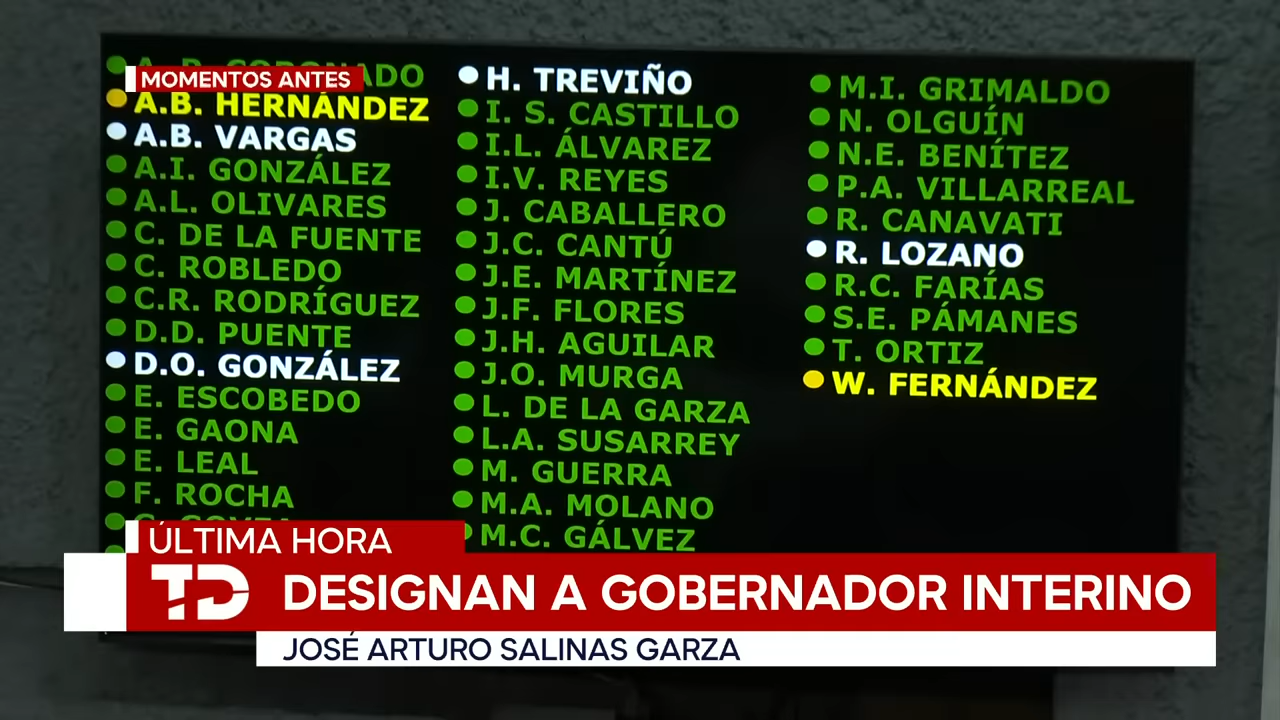 MOMENTOS ANTES
A.B. HERNÁNDEZ
A.B. VARGAS
A.I. GONZÁLEZ
A.L. OLIVARES
C. DE LA FUENTE
C. ROBLEDO
C.R. RODRÍGUEZ
D.D. PUENTE
D.O. GONZÁLEZ
E. ESCOBEDO
E. GAONA
E. LEAL
F. ROCHA
H. TREVIÑO
I. S. CASTILLO
I.L. ÁLVAREZ
I.V. REYES
J. CABALLERO
J.C. CANTÚ
J.E. MARTÍNEZ
J.F. FLORES
J.H. AGUILAR
J.O. MURGA
L. DE LA GARZA
L.A. SUSARREY
M. GUERRA
M.A. MOLANO
M.C. GÁLVEZ
M.I. GRIMALDO
N. OLGUÍN
N.E. BENÍTEZ
P.A. VILLARREAL
R. CANAVATI
R. LOZANO
R.C. FARÍAS
S.E. PÁMANES
T. ORTIZ
W. FERNÁNDEZ
ÚLTIMA HORA
TD DESIGNAN A GOBERNADOR INTERINO
JOSÉ ARTURO SALINAS GARZA